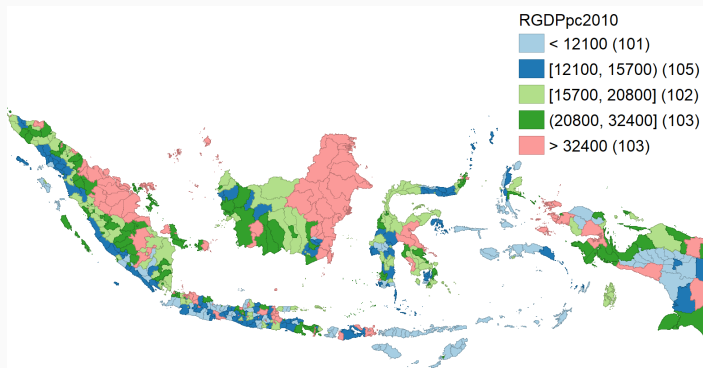 RGDPpc2010
< 12100 (101)
[12100, 15700) (105)
[15700, 20800] (102)
(20800, 32400] (103)
> 32400 (103)